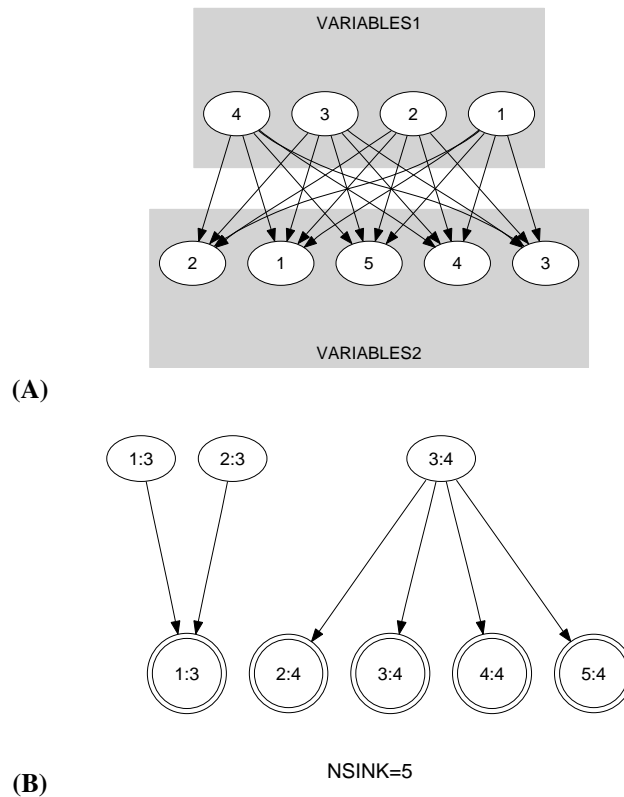 VARIABLES1
4 3 2 1
2 1 5 4 3
VARIABLES2
(A)
1:3 2:3 3:4
1:3 2:4 3:4 4:4 5:4
NSINK=5
(B)